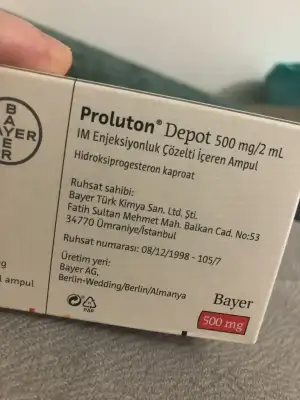 BAYER
BAYER
Proluton® Depot 500 mg/2 mL
IM Enjeksiyonluk Çözelti İçeren Ampul
Hidroksiprogesteron kaproat
Ruhsat sahibi:
Bayer Türk Kimya San. Ltd. Şti.
Fatih Sultan Mehmet Mah. Balkan Cad. No:53
34770 Ümraniye/İstanbul
Ruhsat numarası: 08/12/1998 - 105/7
Üretim yeri:
Bayer AG,
Berlin-Wedding/Berlin/Almanya
ampul
PAP
Bayer
500 mg